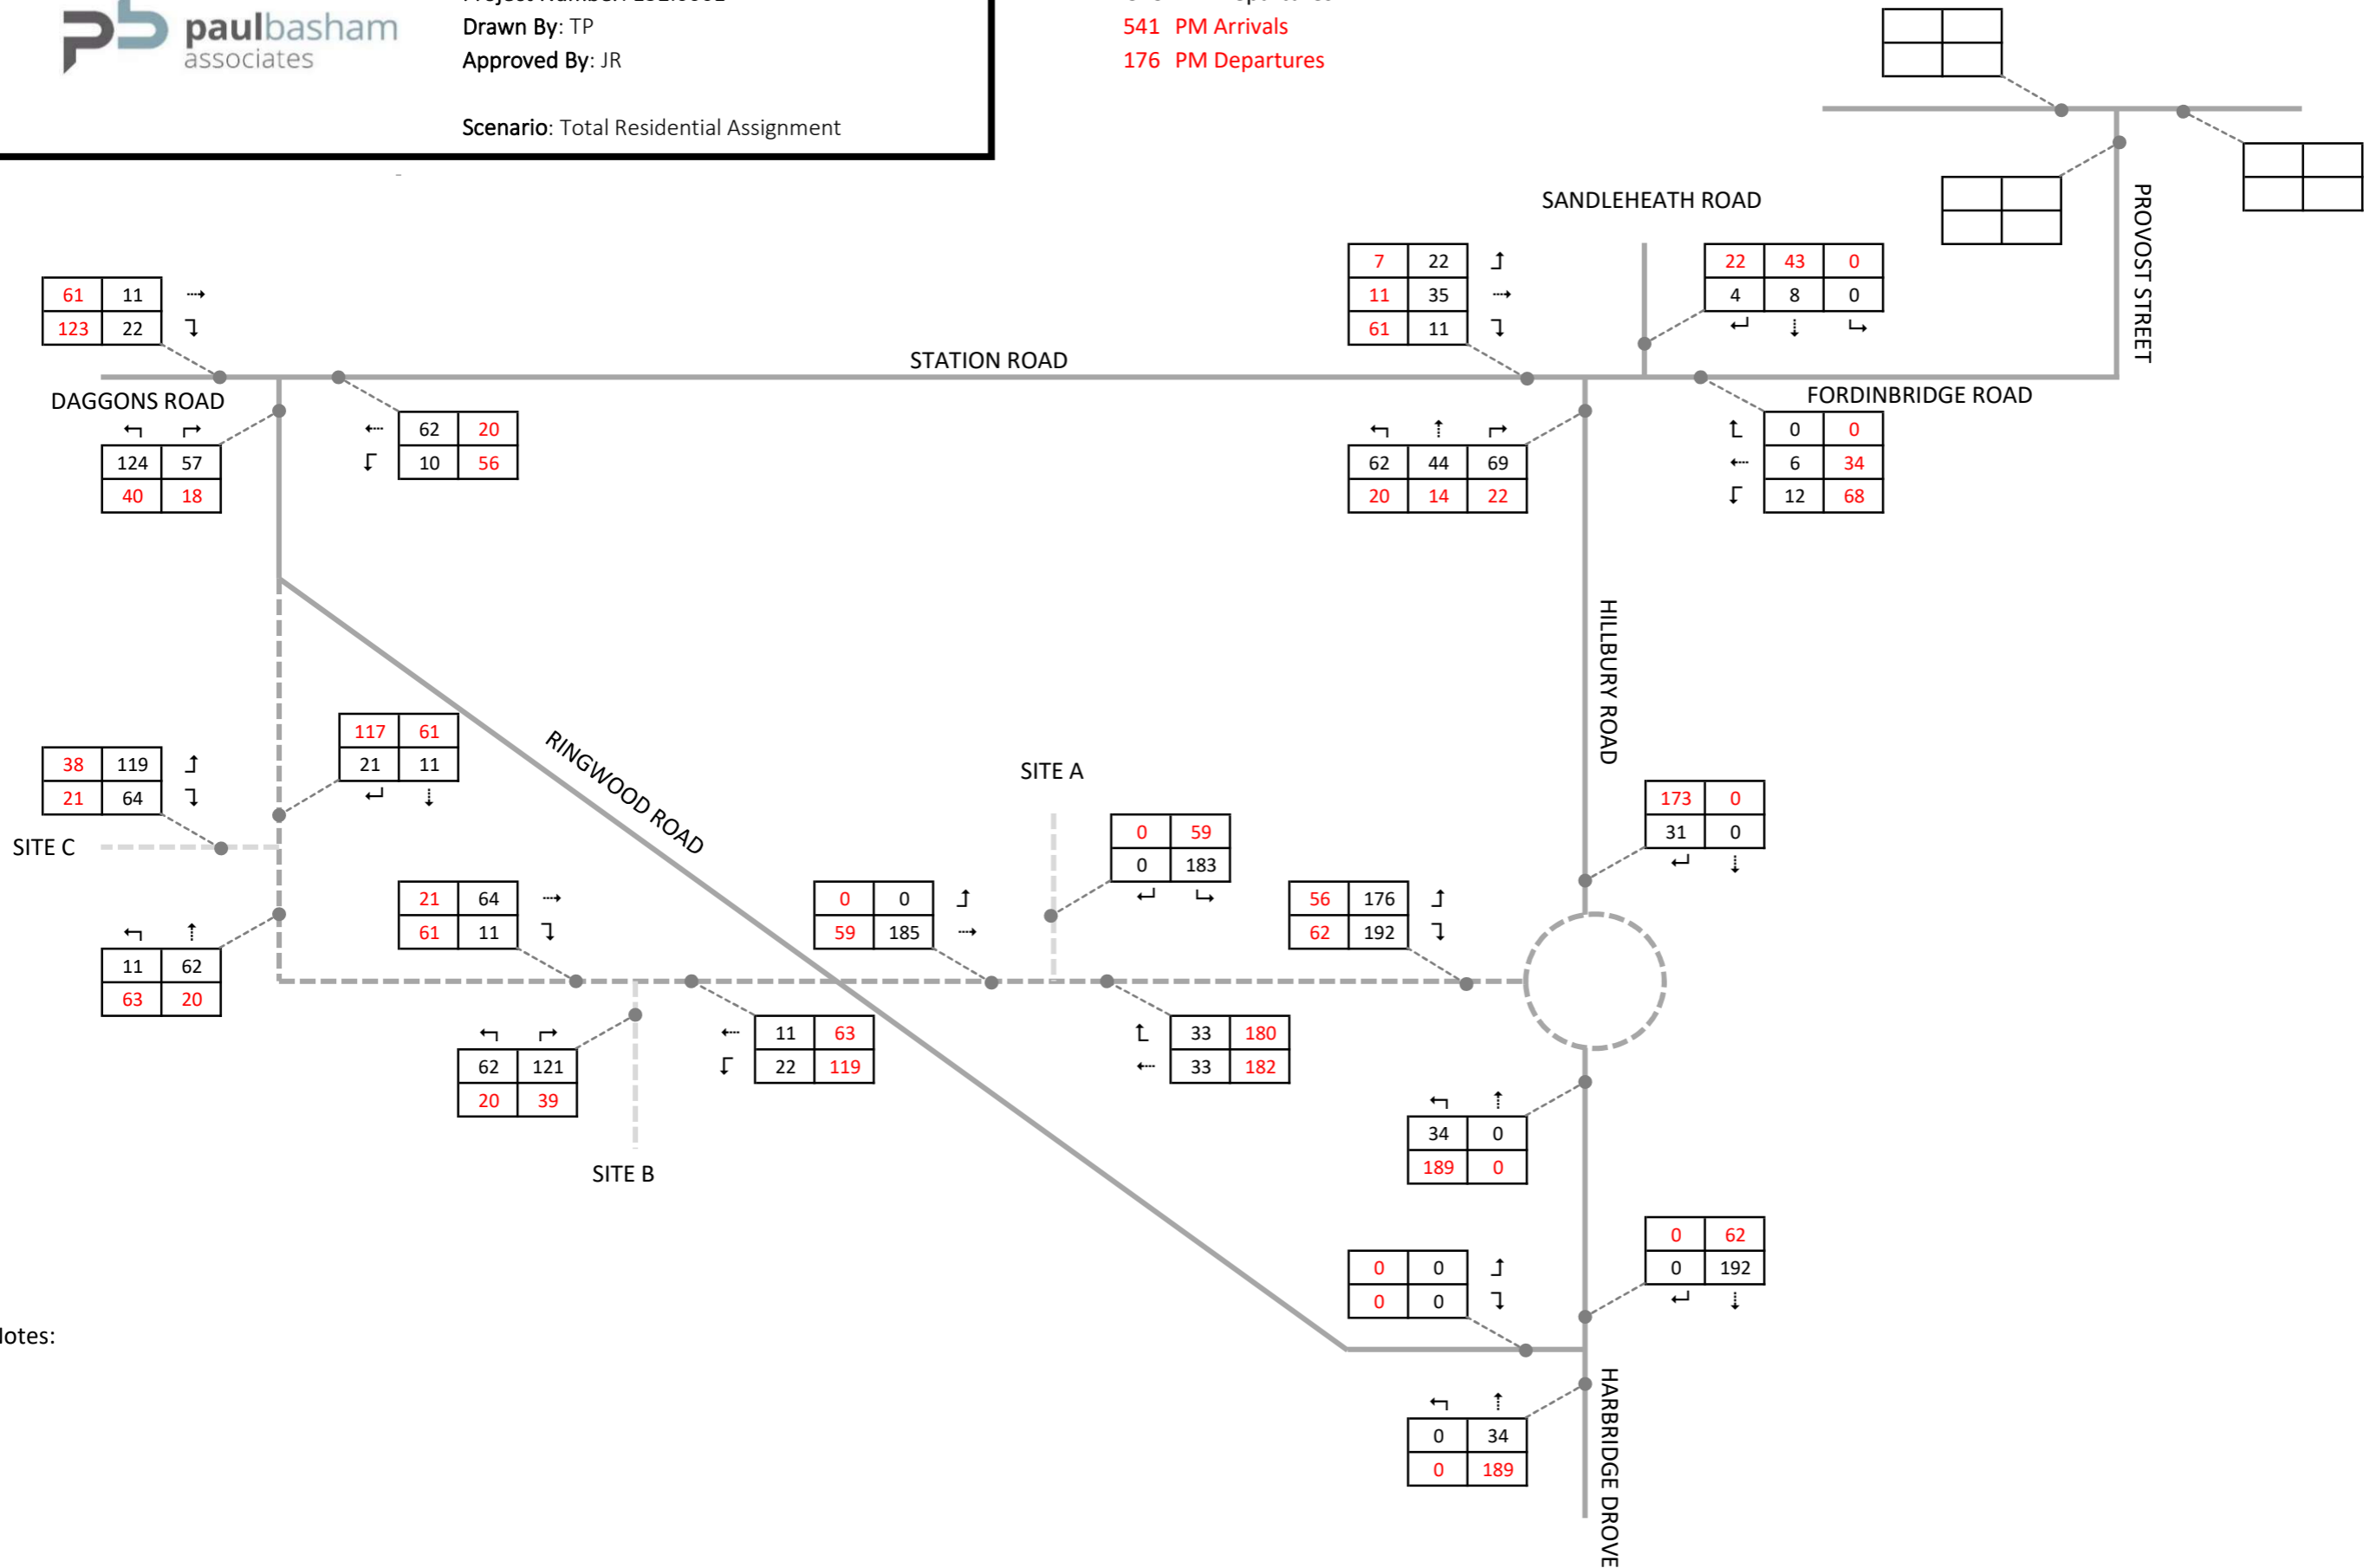 paulbasham
associates
Drawn By: TP
Approved By: JR
Scenario: Total Residential Assignment
541 PM Arrivals
176 PM Departures
SANDLEHEATH ROAD
PROVOST STREET
7 22
11 35
61 11
22 43 0
4 8 0
61 11
123 22
STATION ROAD
DAGGONS ROAD
FORDINBRIDGE ROAD
62 20
10 56
124 57
40 18
62 44 69
20 14 22
0 0
6 34
12 68
HILLBURY ROAD
RINGWOOD ROAD
117 61
21 11
38 119
21 64
SITE C
SITE A
173 0
31 0
0 59
0 183
21 64
61 11
0 0
59 185
56 176
62 192
11 62
63 20
11 63
22 119
33 180
33 182
62 121
20 39
SITE B
34 0
189 0
0 62
0 192
0 0
0 0
HARBRIDGE DROVE
0 34
0 189